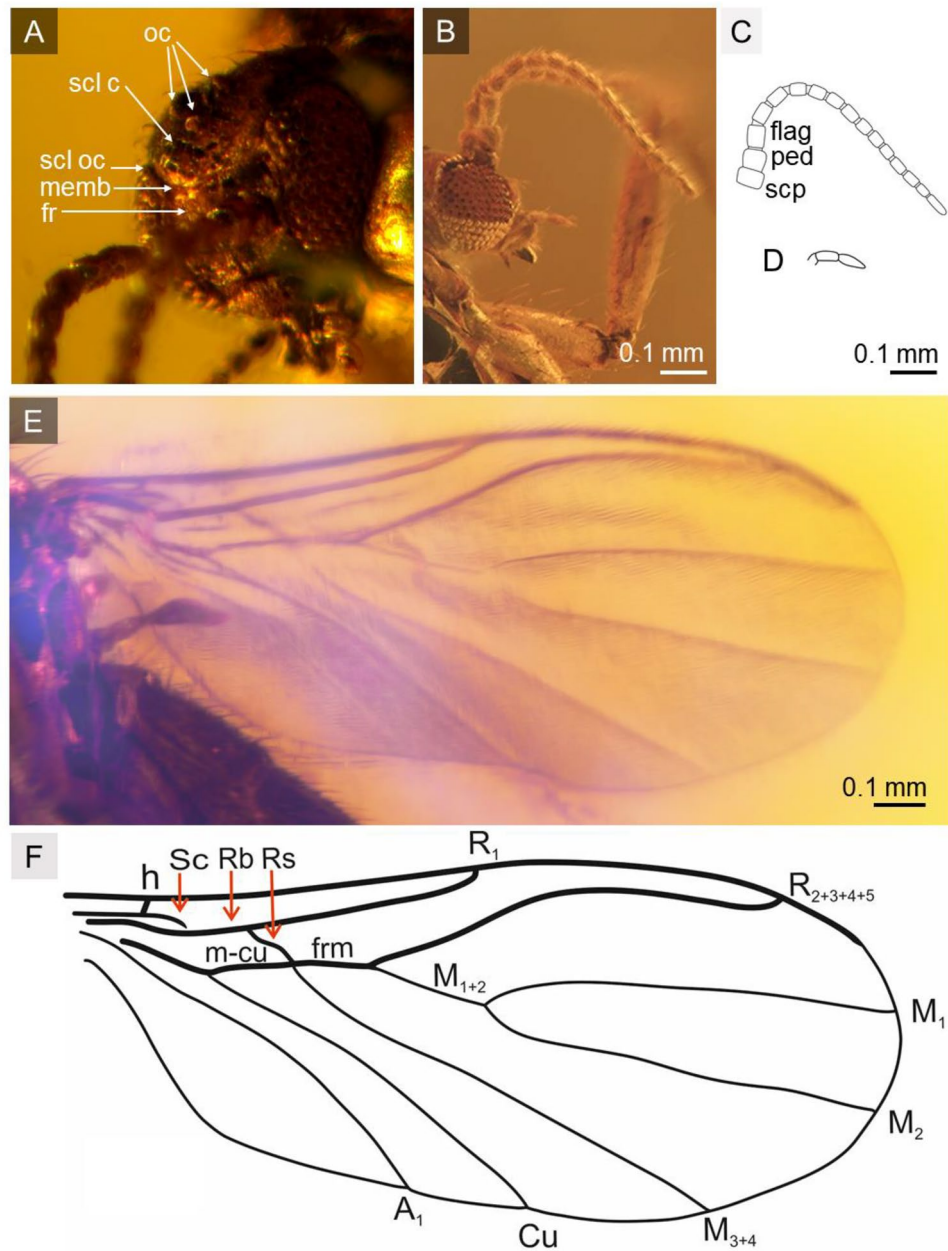 A
oc
scl c
scl oc
memb
fr
B
0.1 mm
C
flag
ped
scp
D
0.1 mm
E
0.1 mm
F
h
Sc
Rb
Rs
R1
R2+3+4+5
m-cu
frm
M1+2
M1
M2
A1
Cu
M3+4